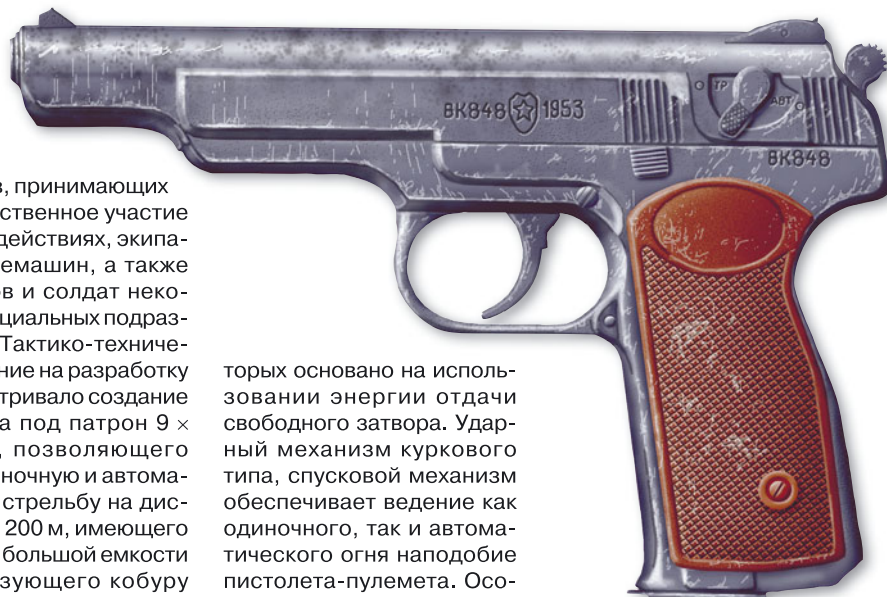 ВК848 1953
ТР
АВТ
ВК848
принимающих
ственное участие
действиях, экипа-
емашин, а также
в и солдат неко-
циальных подраз-
Тактико-техниче-
ние на разработку
тривало создание
а под патрон 9 ×
, позволяющего
ночную и автома-
стрельбу на дис-
200 м, имеющего
большой емкости
зующего кобуру
торых основано на исполь-
зовании энергии отдачи
свободного затвора. Удар-
ный механизм куркового
типа, спусковой механизм
обеспечивает ведение как
одиночного, так и автома-
тического огня наподобие
пистолета-пулемета. Осо-